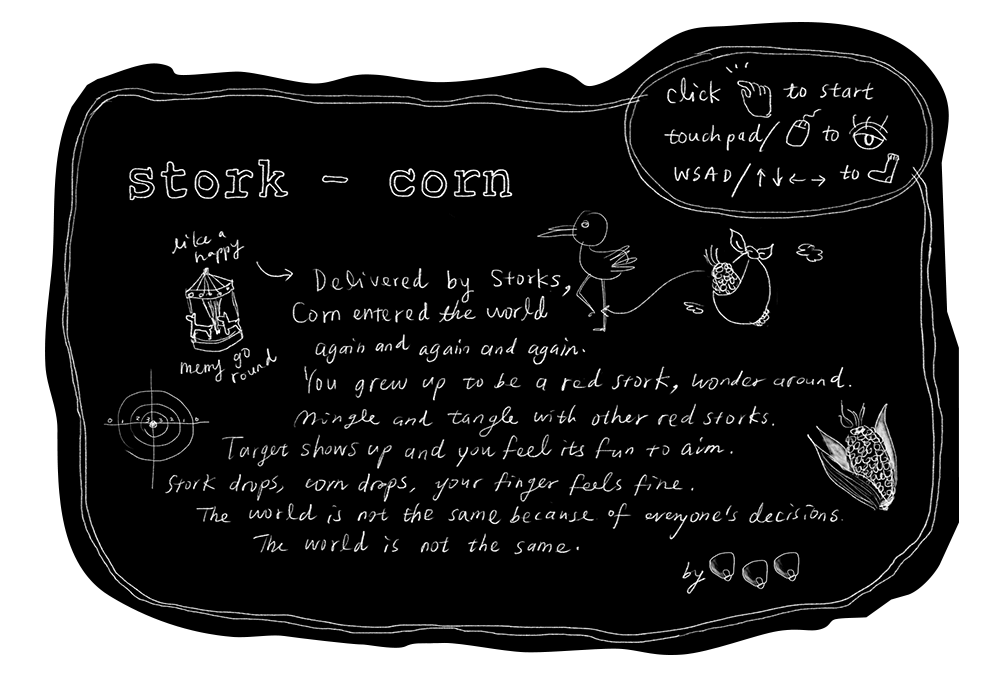 click to start
touchpad/ to
WSAD/↑↓←→ to
stork - corn
like a
happy
merry go
round
Delivered by Storks,
Corn entered the world
again and again and again.
You grew up to be a red stork, wonder around.
Mingle and tangle with other red storks.
Target shows up and you feel its fun to aim.
Stork drops, corn drops, your finger feels fine.
The world is not the same because of everyone's decisions.
The world is not the same.
by